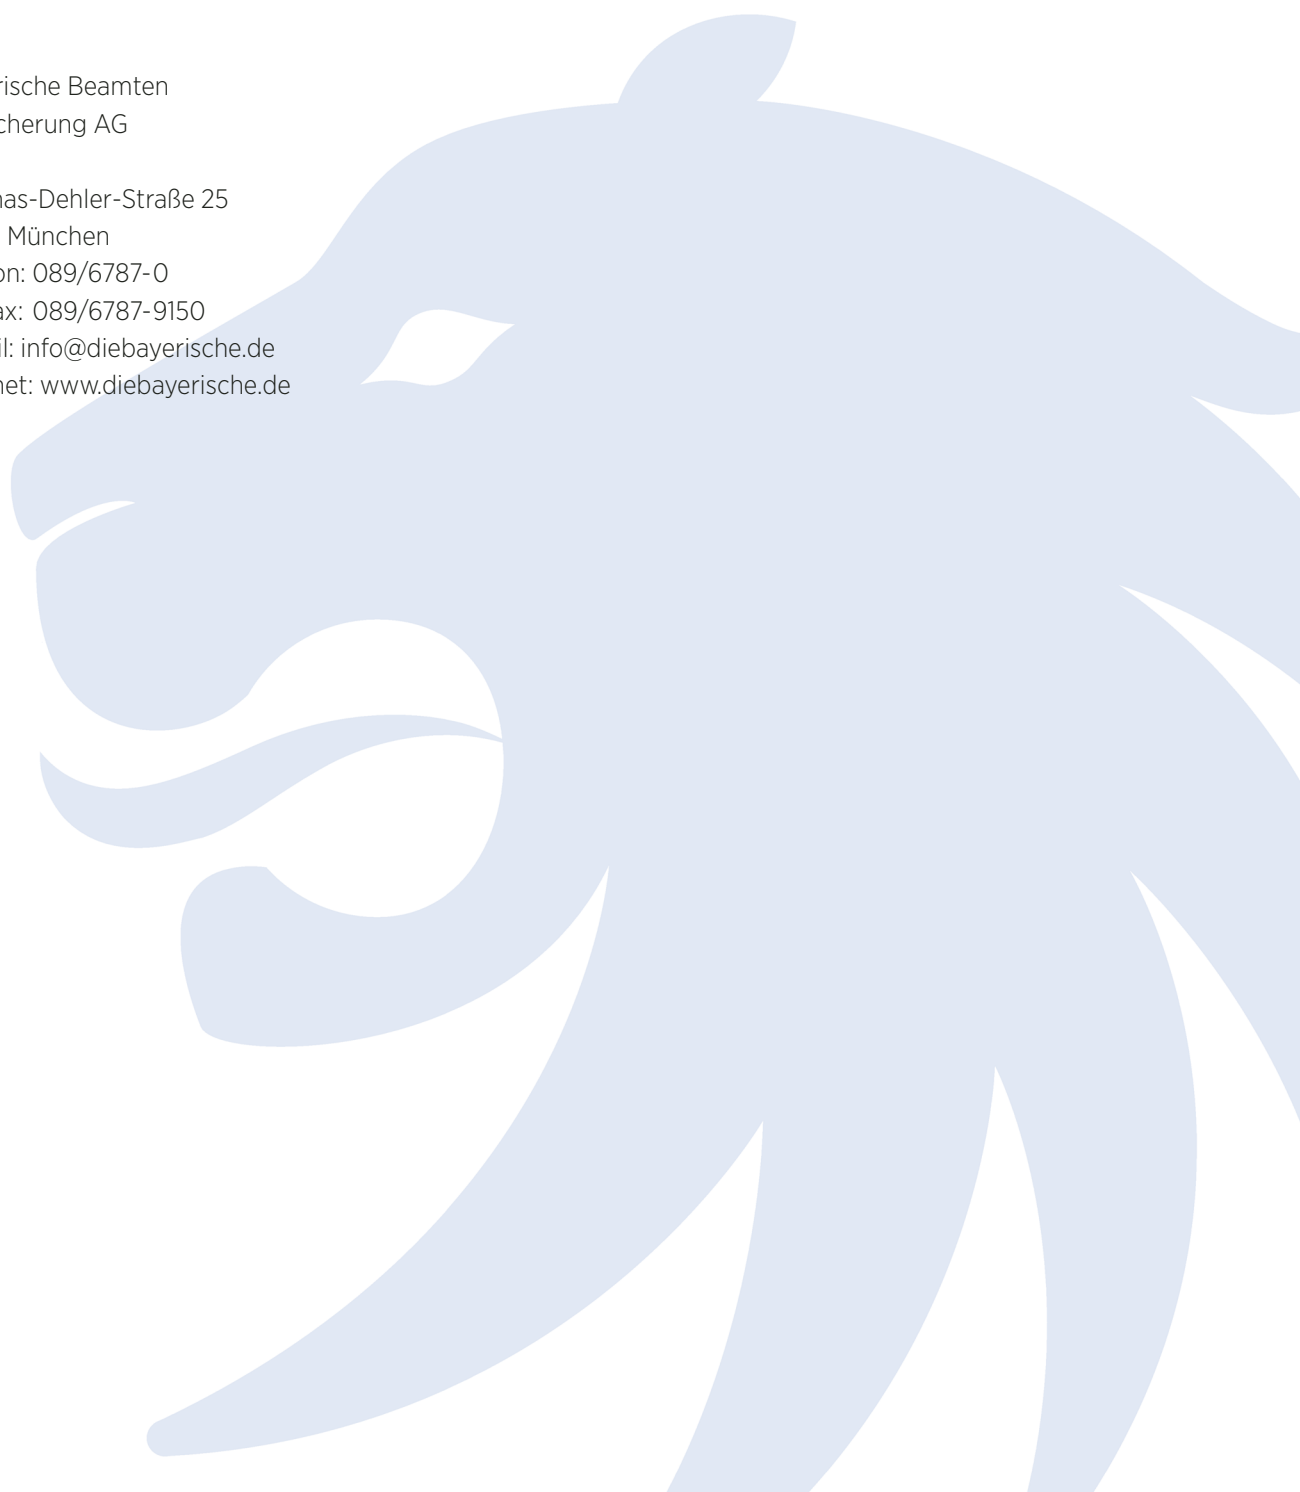 rische Beamten
cherung AG
nas-Dehler-Straße 25
München
on: 089/6787-0
ax: 089/6787-9150
il: info@diebayerische.de
net: www.diebayerische.de